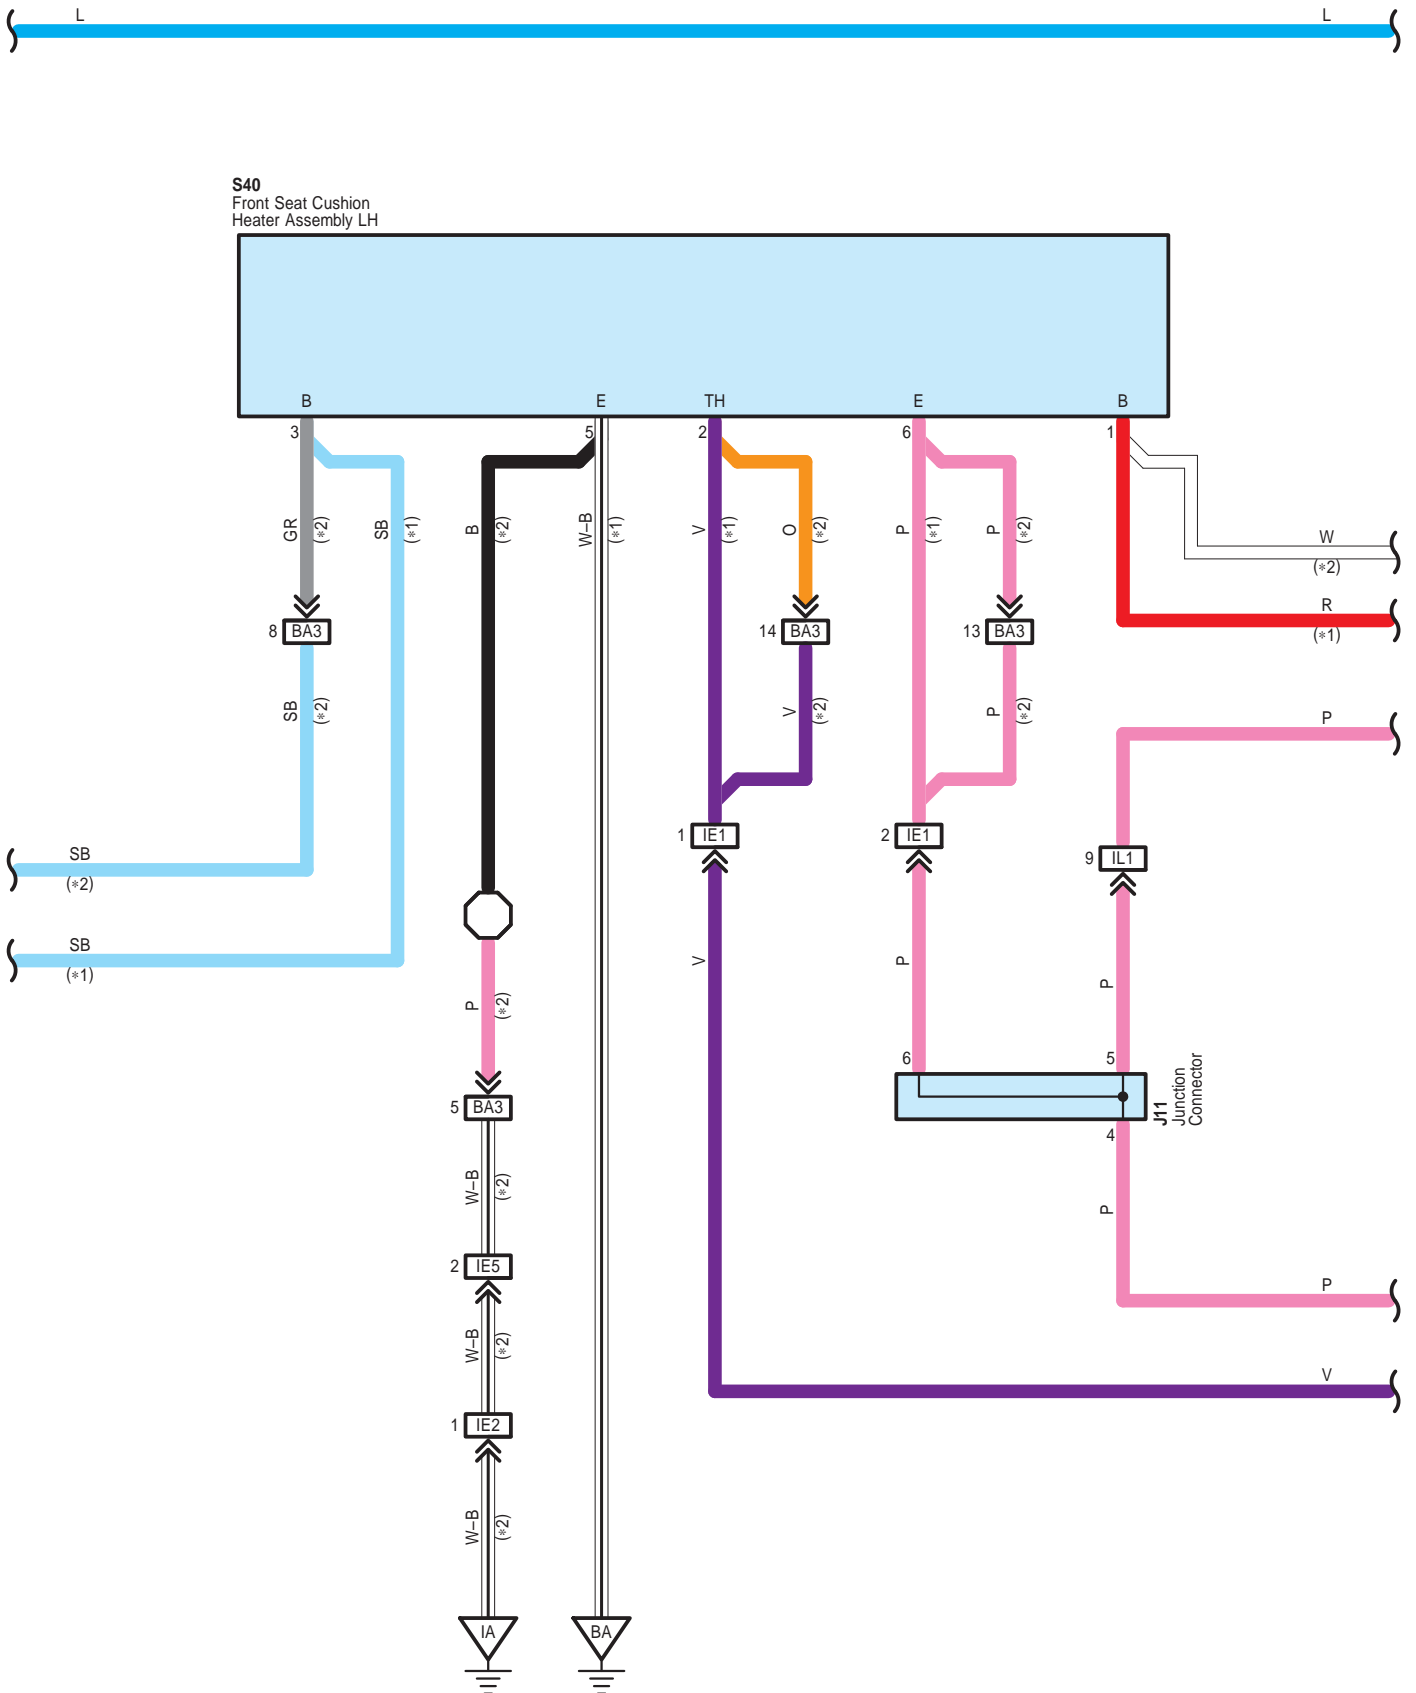 L L
S40
Front Seat Cushion
Heater Assembly LH
B E TH E B
3 5 2 6 1
GR (*2) SB (*1) B (*2) W-B (*1) V (*1) O (*2) P (*1) P (*2)
W
(*2)
R
(*1)
8 BA3 14 BA3 13 BA3
SB (*2) V (*2) P (*2)
P
1 IE1 2 IE1
9 IL1
SB
(*2)
SB
(*1)
V P P
P (*2)
6 5
J11
Junction
Connector
5 BA3
4
W-B (*2) P
2 IE5
P
W-B (*2)
V
1 IE2
W-B (*2)
IA BA